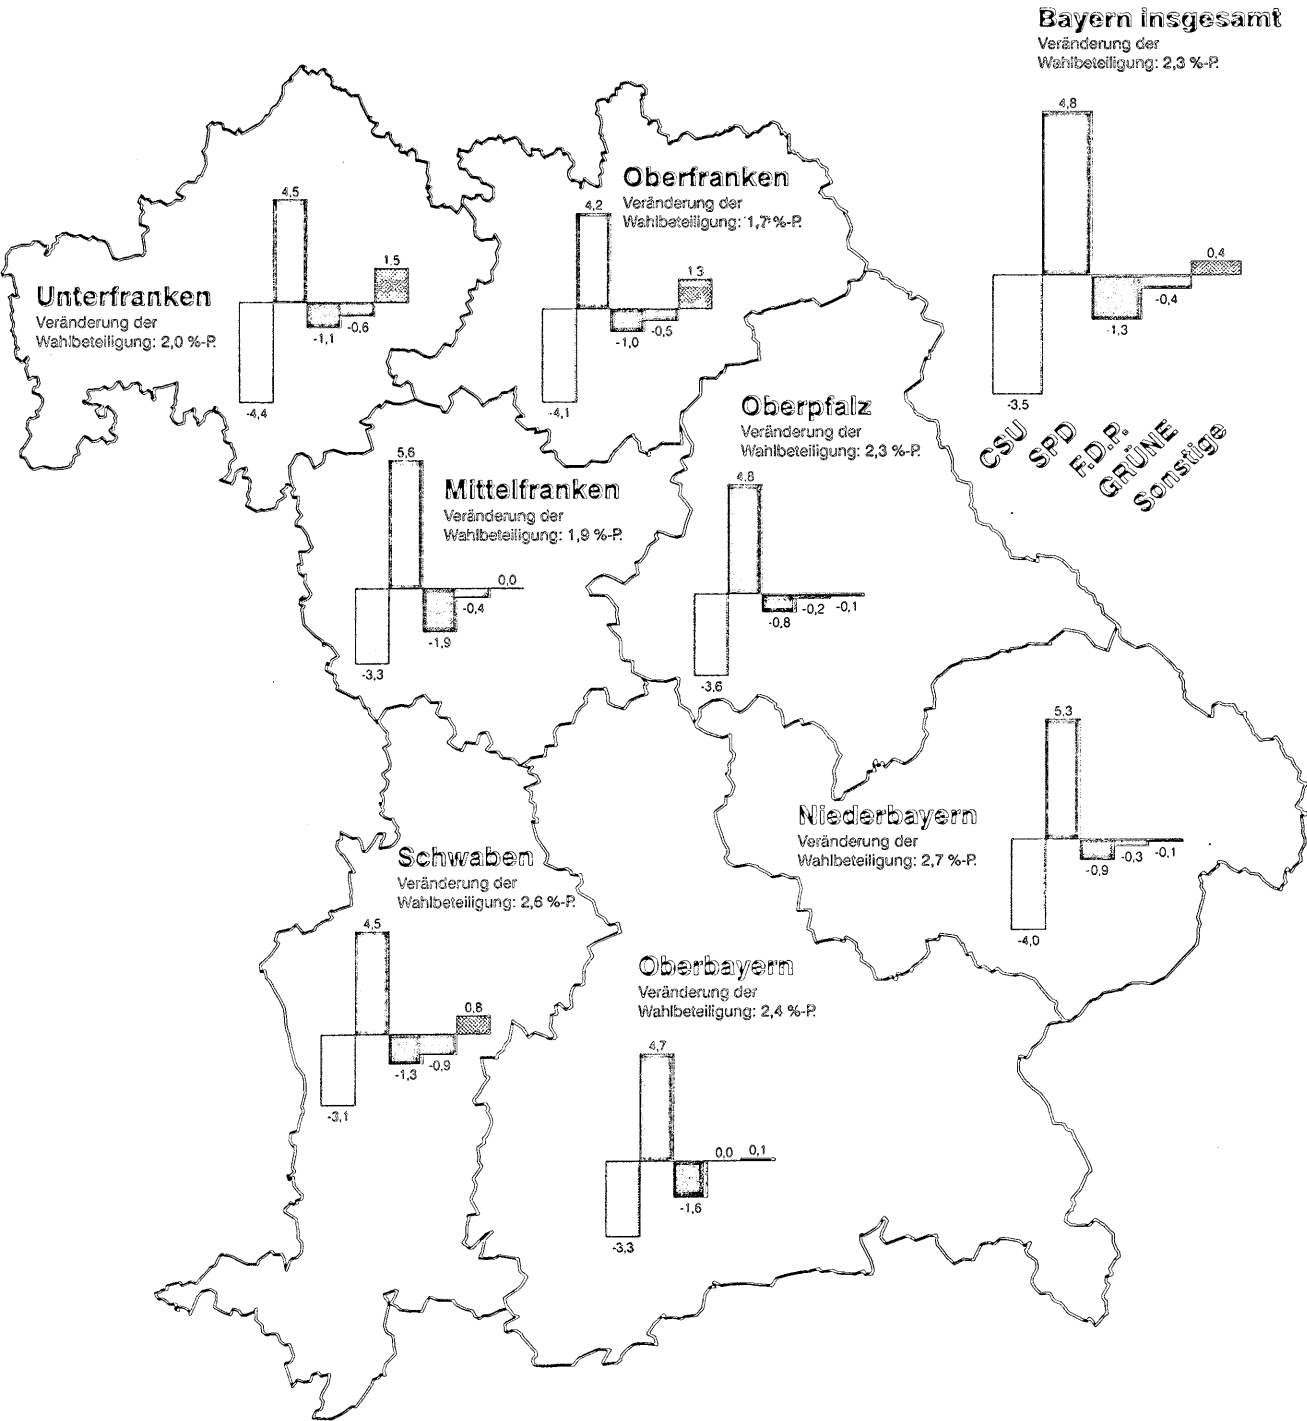 Bayern insgesamt
Veränderung der
Wahlbeteiligung: 2,3 %-P.
4,8
0,4
-0,4
-1,3
-3,5
CSU
SPD
F.D.P.
GRÜNE
Sonstige
Oberfranken
Veränderung der
Wahlbeteiligung: 1,7 %-P.
4,2
1,3
-0,5
-1,0
-4,1
Unterfranken
Veränderung der
Wahlbeteiligung: 2,0 %-P.
4,5
1,5
-0,6
-1,1
-4,4
Oberpfalz
Veränderung der
Wahlbeteiligung: 2,3 %-P.
4,8
-0,2
-0,1
-0,8
-3,6
Mittelfranken
Veränderung der
Wahlbeteiligung: 1,9 %-P.
5,6
0,0
-0,4
-1,9
-3,3
Niederbayern
Veränderung der
Wahlbeteiligung: 2,7 %-P.
5,3
-0,3
-0,1
-0,9
-4,0
Schwaben
Veränderung der
Wahlbeteiligung: 2,6 %-P.
4,5
0,8
-0,9
-1,3
-3,1
Oberbayern
Veränderung der
Wahlbeteiligung: 2,4 %-P.
4,7
0,0
0,1
-1,6
-3,3